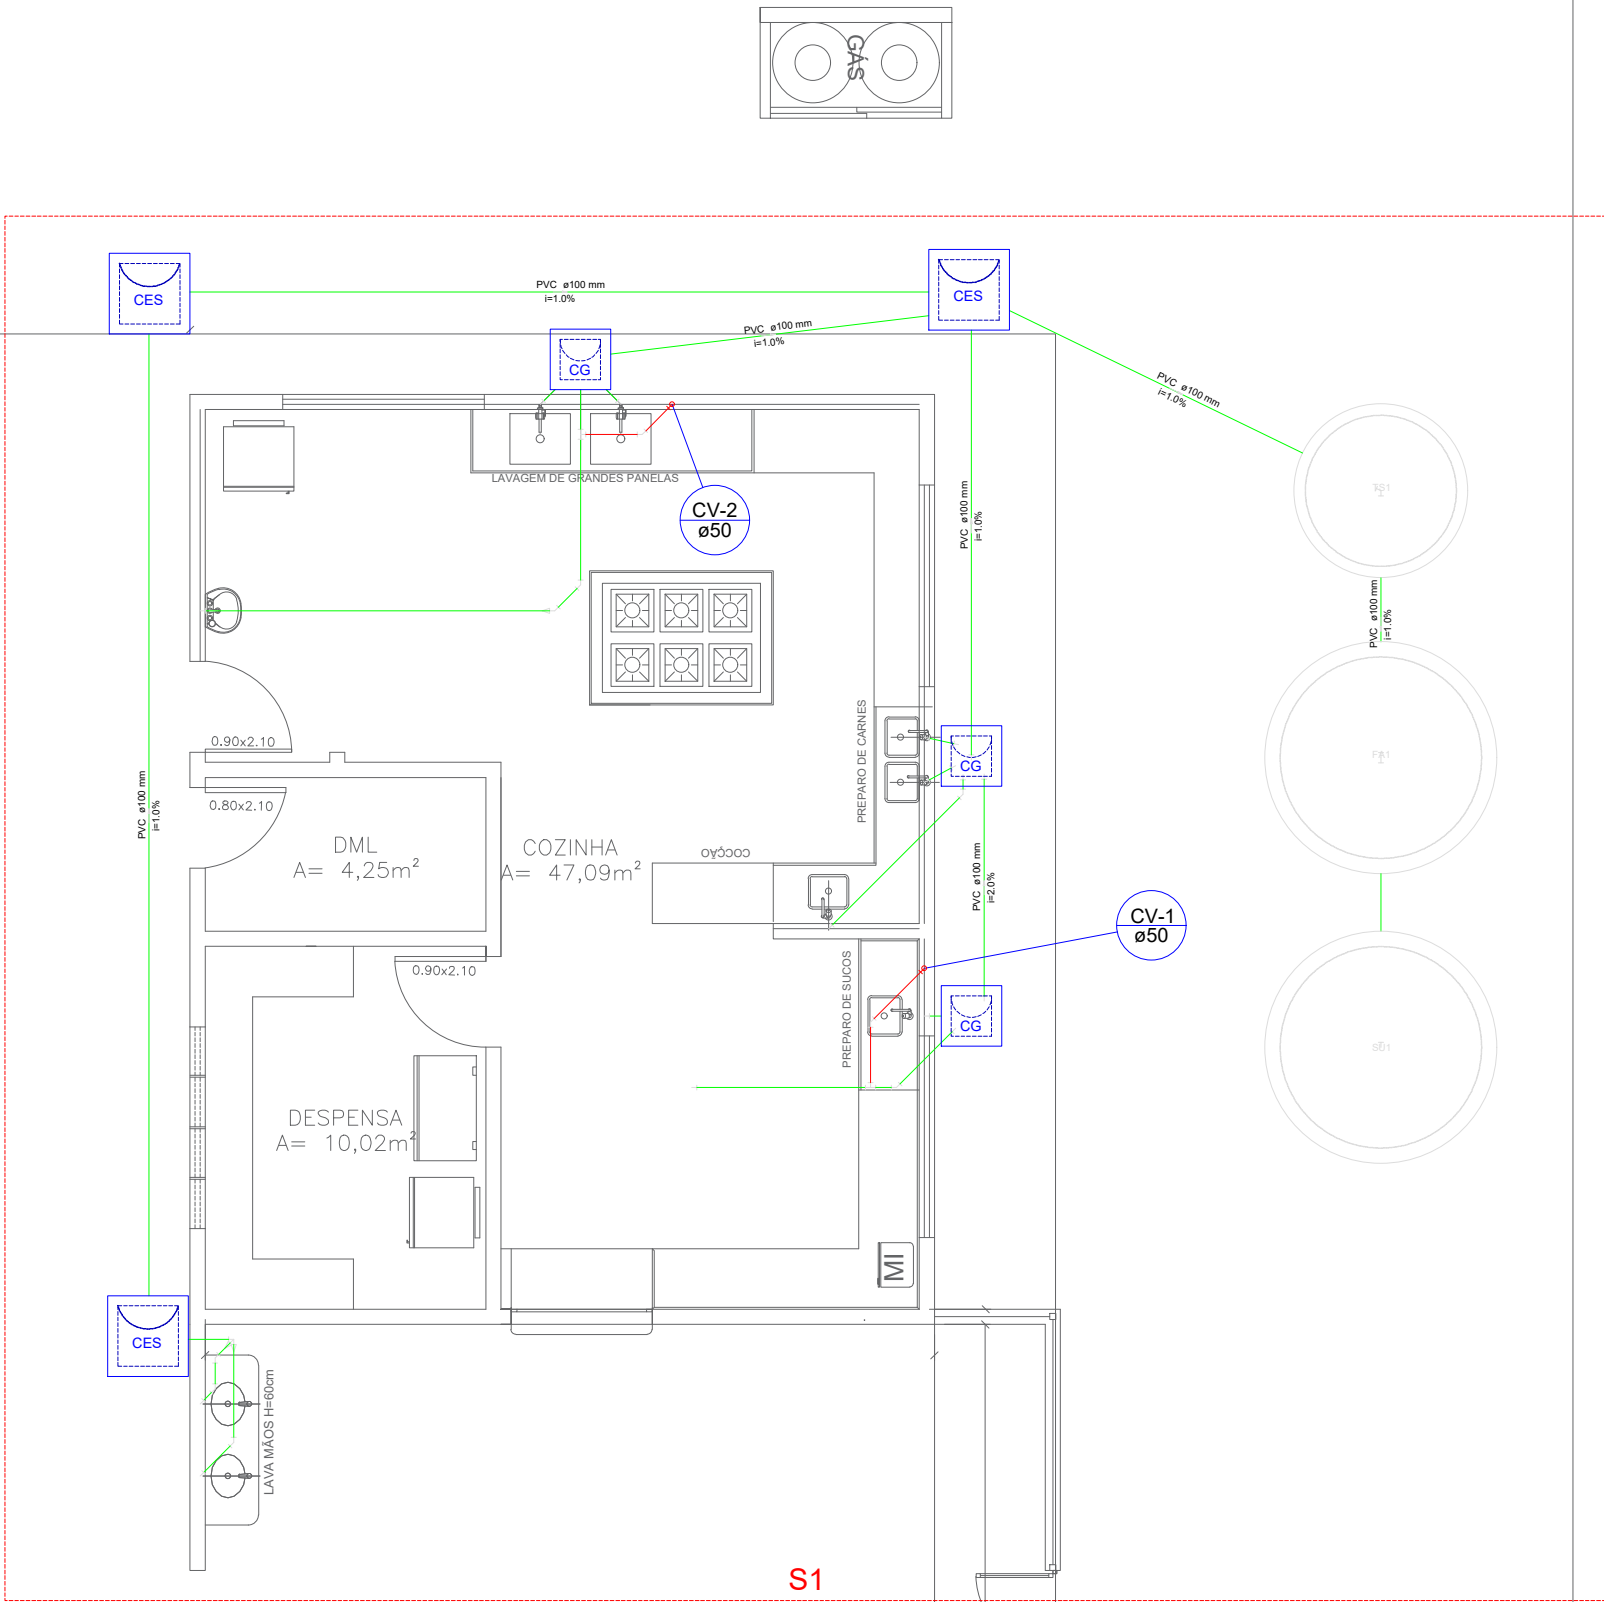 GÁS
CES
CES
PVC ø100 mm
i=1.0%
PVC ø100 mm
i=1.0%
CG
PVC ø100 mm
i=1.0%
LAVAGEM DE GRANDES PANELAS
CV-2
ø50
PVC ø100 mm
i=1.0%
TS1
PVC ø100 mm
i=1.0%
0.90x2.10
PREPARO DE CARNES
CG
0.80x2.10
PVC ø100 mm
i=1.0%
DML
A= 4,25m²
COZINHA
A= 47,09m²
COCÇÃO
PVC ø100 mm
i=2.0%
CV-1
ø50
0.90x2.10
PREPARO DE SUCOS
CG
DESPENSA
A= 10,02m²
MI
CES
LAVA MÃOS H=60cm
S1